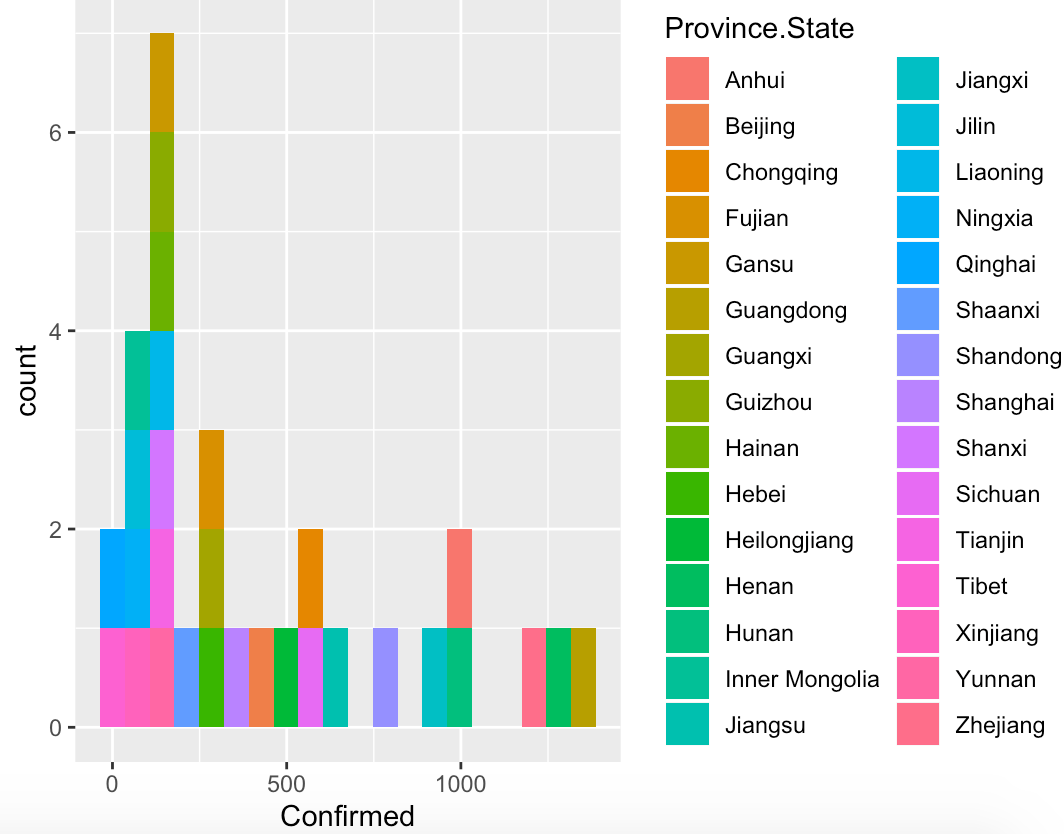 Province.State
Anhui
Beijing
Chongqing
Fujian
Gansu
Guangdong
Guangxi
Guizhou
Hainan
Hebei
Heilongjiang
Henan
Hunan
Inner Mongolia
Jiangsu
Jiangxi
Jilin
Liaoning
Ningxia
Qinghai
Shaanxi
Shandong
Shanghai
Shanxi
Sichuan
Tianjin
Tibet
Xinjiang
Yunnan
Zhejiang
count
6
4
2
0
0 500 1000
Confirmed